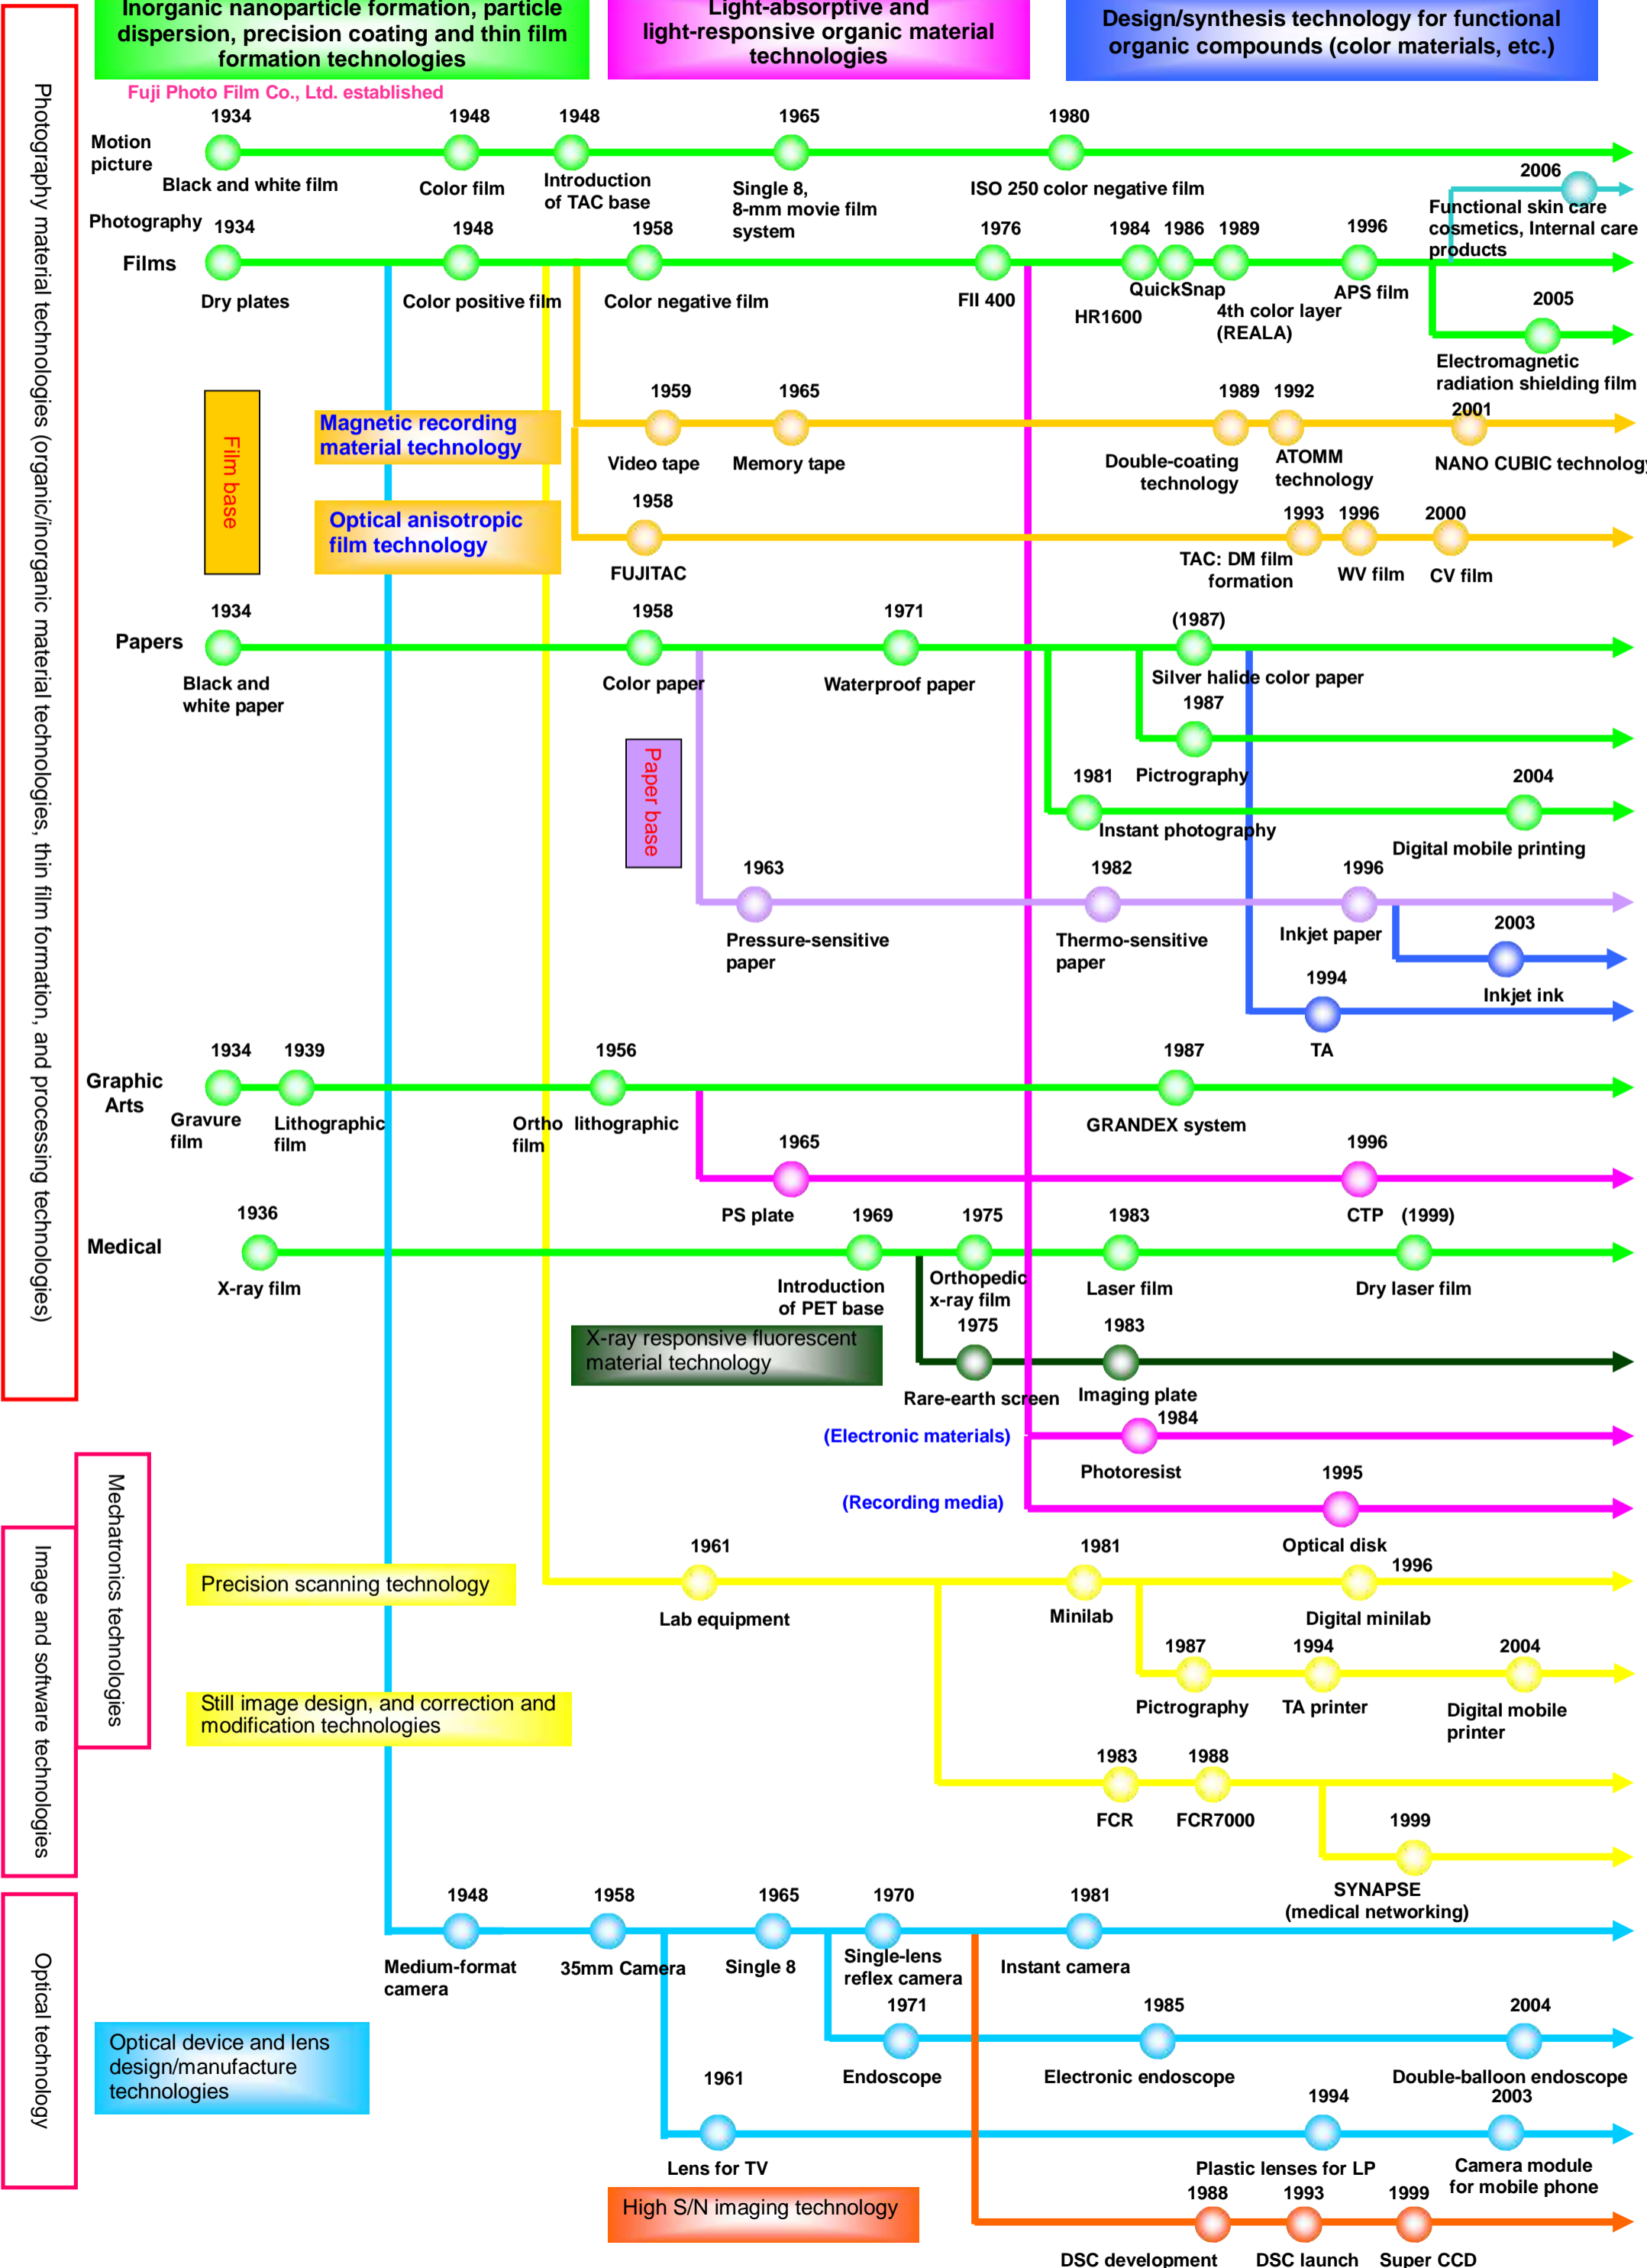 Inorganic nanoparticle formation, particle
dispersion, precision coating and thin film
formation technologies
Light-absorptive and
light-responsive organic material
technologies
Design/synthesis technology for functional
organic compounds (color materials, etc.)
Photography material technologies (organic/inorganic material technologies, thin film formation, and processing technologies)
Fuji Photo Film Co., Ltd. established
Motion
picture
1934
1948
1948
1965
1980
Black and white film
Color film
Introduction
of TAC base
Single 8,
8-mm movie film
system
ISO 250 color negative film
2006
Functional skin care
cosmetics, Internal care
products
Photography
Films
1934
1948
1958
1976
1984
1986
1989
1996
Dry plates
Color positive film
Color negative film
FII 400
HR1600
QuickSnap
4th color layer
(REALA)
APS film
2005
Electromagnetic
radiation shielding film
Film base
Magnetic recording
material technology
1959
1965
1989
1992
2001
Video tape
Memory tape
Double-coating
technology
ATOMM
technology
NANO CUBIC technology
Optical anisotropic
film technology
1958
1993
1996
2000
FUJITAC
TAC: DM film
formation
WV film
CV film
Papers
1934
1958
1971
(1987)
Black and
white paper
Color paper
Waterproof paper
Silver halide color paper
1987
Pictrography
Paper base
1981
2004
Instant photography
Digital mobile printing
1963
1982
1996
Pressure-sensitive
paper
Thermo-sensitive
paper
Inkjet paper
2003
Inkjet ink
1994
TA
Graphic
Arts
1934
1939
1956
1987
Gravure
film
Lithographic
film
Ortho lithographic
film
GRANDEX system
1965
1996
PS plate
CTP
Medical
1936
1969
1975
1983
(1999)
X-ray film
Introduction
of PET base
Orthopedic
x-ray film
Laser film
Dry laser film
X-ray responsive fluorescent
material technology
1975
1983
Rare-earth screen
Imaging plate
(Electronic materials)
1984
Photoresist
(Recording media)
1995
Optical disk
Mechatronics technologies
Image and software technologies
Precision scanning technology
1961
1981
1996
Lab equipment
Minilab
Digital minilab
Still image design, and correction and
modification technologies
1987
1994
2004
Pictrography
TA printer
Digital mobile
printer
1983
1988
FCR
FCR7000
1999
SYNAPSE
(medical networking)
Optical technology
1948
1958
1965
1970
1981
Medium-format
camera
35mm Camera
Single 8
Single-lens
reflex camera
Instant camera
Optical device and lens
design/manufacture
technologies
1971
1985
2004
Endoscope
Electronic endoscope
Double-balloon endoscope
1961
1994
2003
Lens for TV
Plastic lenses for LP
Camera module
for mobile phone
High S/N imaging technology
1988
1993
1999
DSC development
DSC launch
Super CCD